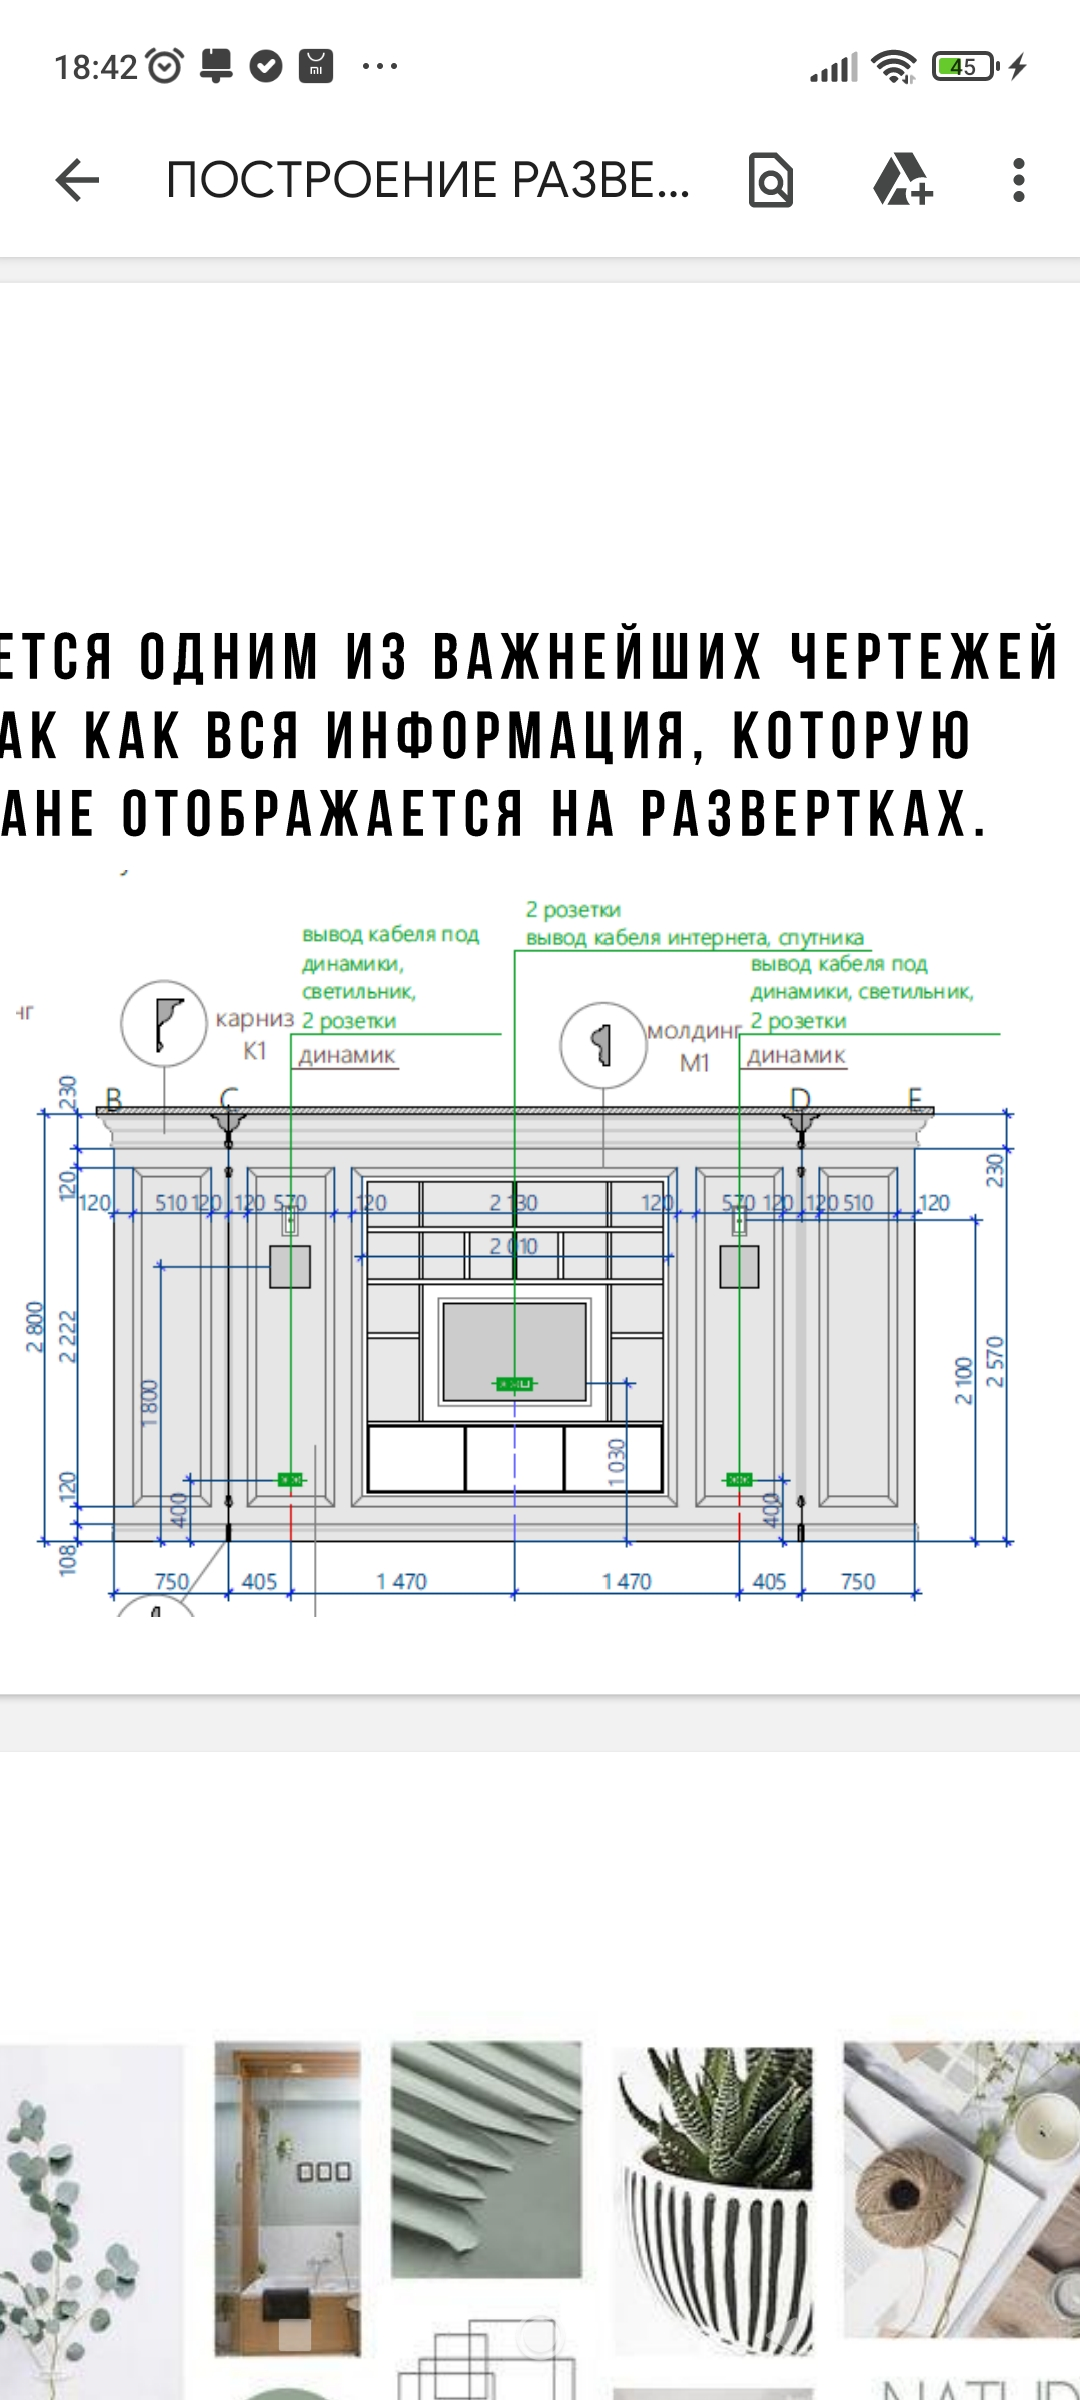 18:42
45
ПОСТРОЕНИЕ РАЗВЕ...
ЕТСЯ ОДНИМ ИЗ ВАЖНЕЙШИХ ЧЕРТЕЖЕЙ
АК КАК ВСЯ ИНФОРМАЦИЯ, КОТОРУЮ
АНЕ ОТОБРАЖАЕТСЯ НА РАЗВЕРТКАХ.
2 розетки
вывод кабеля интернета, спутника
вывод кабеля под
динамики,
светильник,
2 розетки
динамик
вывод кабеля под
динамики, светильник,
2 розетки
динамик
нг
карниз
К1
молдинг
М1
B C D E
230
120
2 222
120
108
2 800
120 510 120 120 570 120 2 130 120 570 120 120 510 120
2 010
1 800
400
1 030
400
2 100
230
2 570
750 405 1 470 1 470 405 750
NATUR